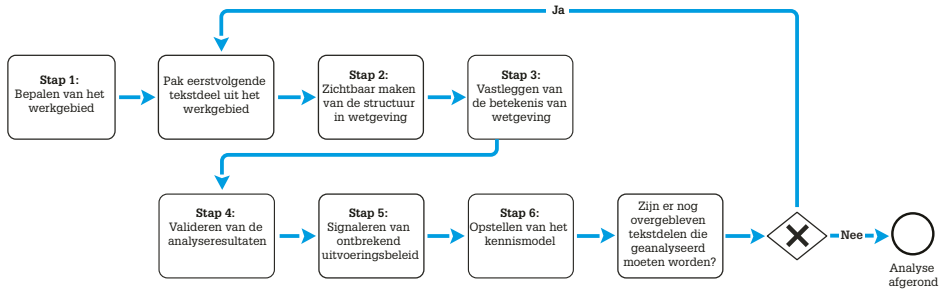 Ja
Stap 1:
Bepalen van het
werkgebied
Pak eerstvolgende
tekstdeel uit het
werkgebied
Stap 2:
Zichtbaar maken
van de structuur
in wetgeving
Stap 3:
Vastleggen van
de betekenis van
wetgeving
Stap 4:
Valideren van de
analyseresultaten
Stap 5:
Signaleren van
ontbrekend
uitvoeringsbeleid
Stap 6:
Opstellen van het
kennismodel
Zijn er nog
overgebleven
tekstdelen die
geanalyseerd
moeten worden?
Nee
Analyse
afgerond